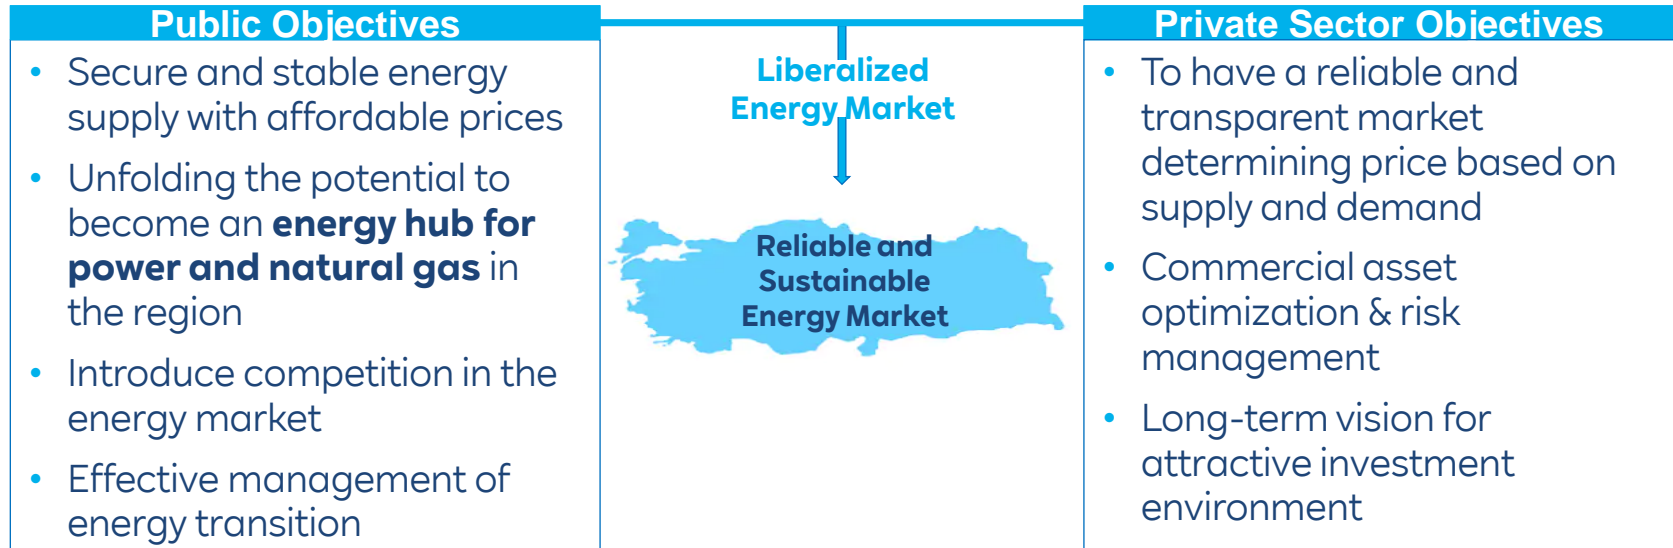 Public Objectives
• Secure and stable energy
supply with affordable prices
• Unfolding the potential to
become an energy hub for
power and natural gas in
the region
• Introduce competition in the
energy market
• Effective management of
energy transition
Liberalized
Energy Market
Reliable and
Sustainable
Energy Market
Private Sector Objectives
• To have a reliable and
transparent market
determining price based on
supply and demand
• Commercial asset
optimization & risk
management
• Long-term vision for
attractive investment
environment